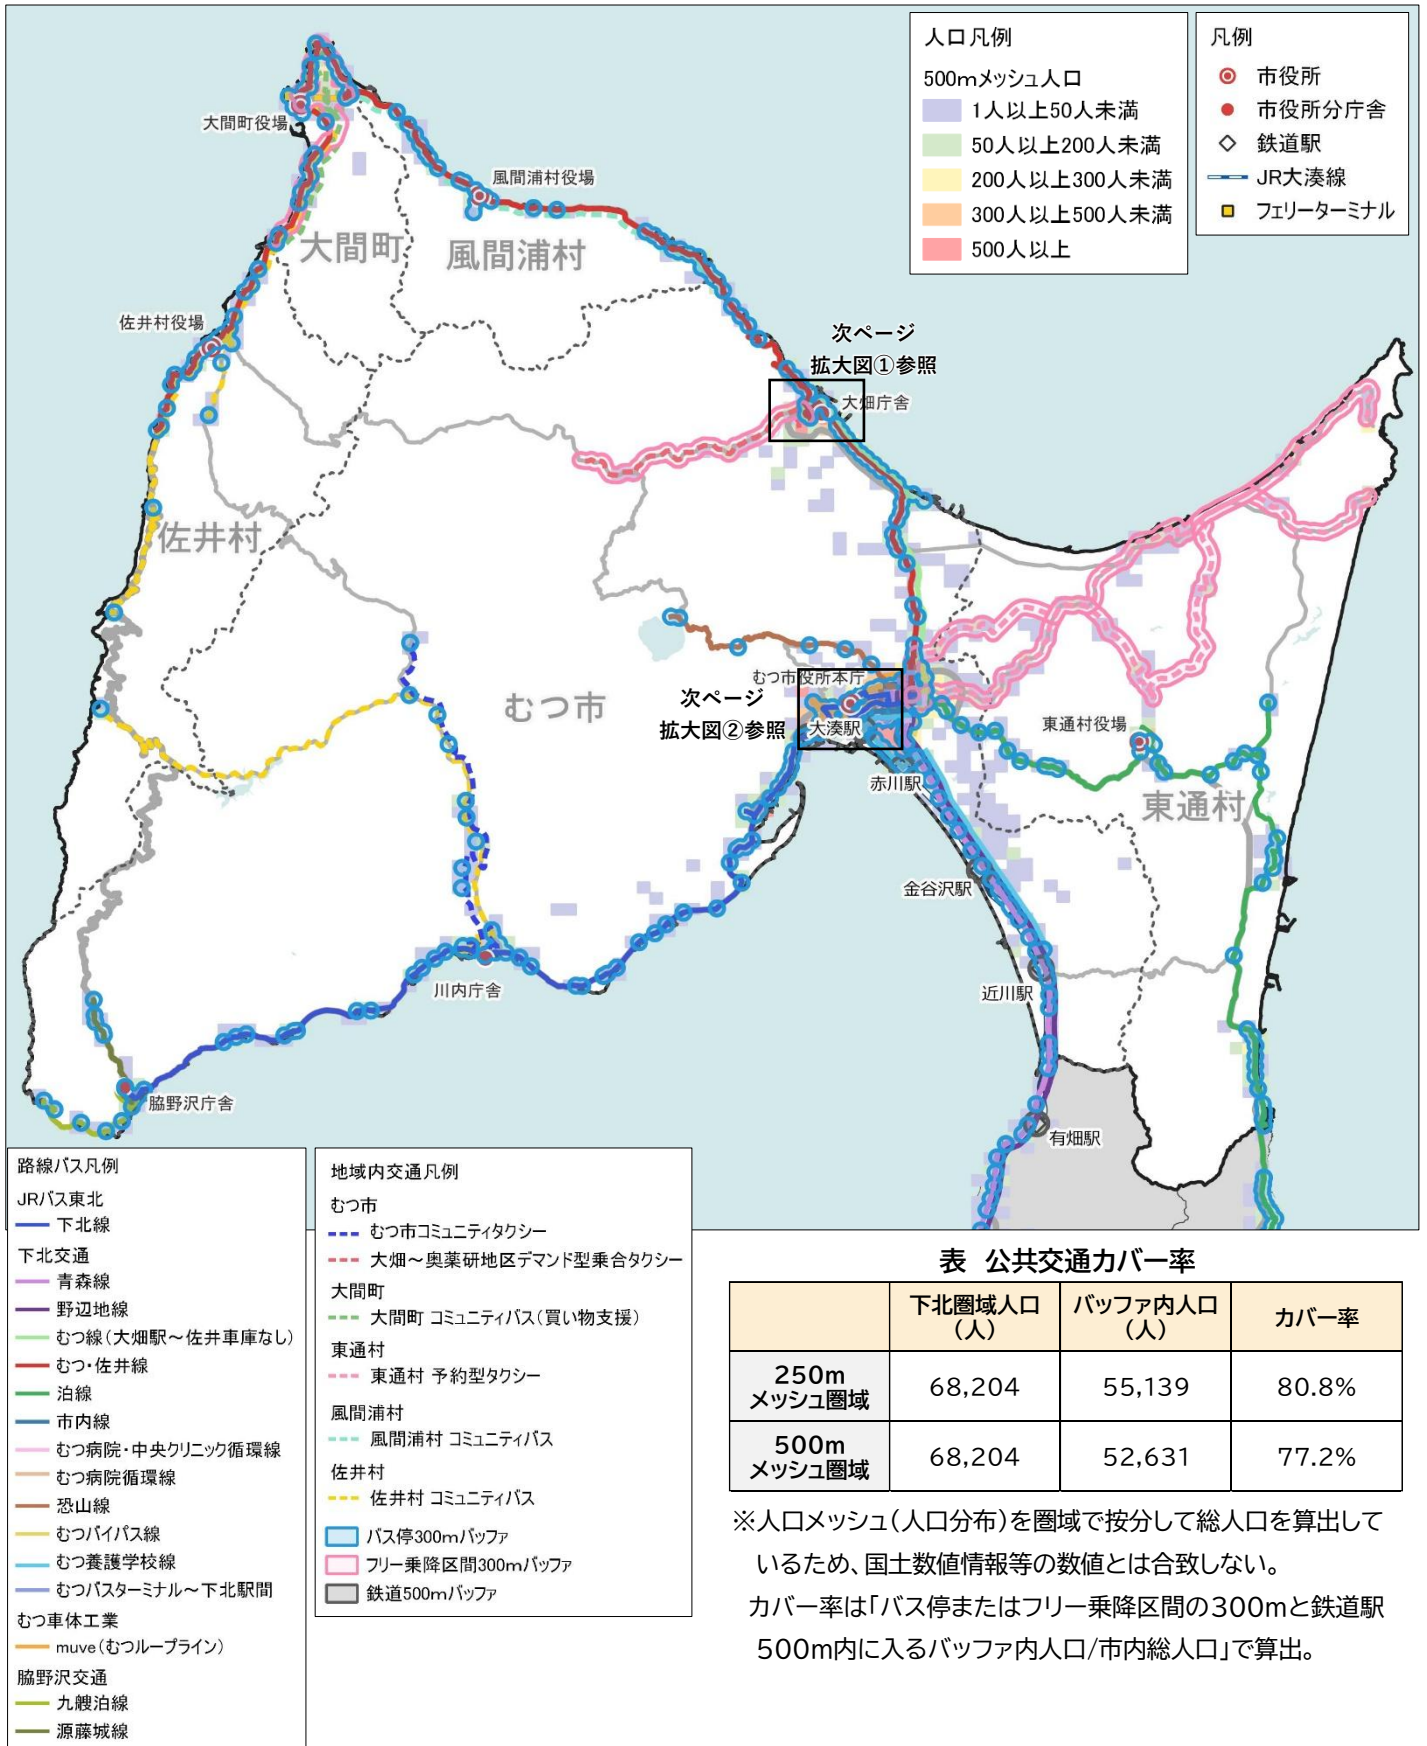 人口凡例
500mメッシュ人口
1人以上50人未満
50人以上200人未満
200人以上300人未満
300人以上500人未満
500人以上
凡例
市役所
市役所分庁舎
鉄道駅
JR大湊線
フェリーターミナル
大間町役場
風間浦村役場
大間町
風間浦村
佐井村役場
次ページ
拡大図①参照
大畑庁舎
佐井村
むつ市役所本庁
むつ市
次ページ
拡大図②参照
大湊駅
東通村役場
赤川駅
東通村
金谷沢駅
近川駅
川内庁舎
脇野沢庁舎
有畑駅
路線バス凡例
JRバス東北
下北線
下北交通
青森線
野辺地線
むつ線(大畑駅~佐井車庫なし)
むつ・佐井線
泊線
市内線
むつ病院・中央クリニック循環線
むつ病院循環線
恐山線
むつバイパス線
むつ養護学校線
むつバスターミナル~下北駅間
むつ車体工業
muve(むつループライン)
脇野沢交通
九艘泊線
源藤城線
地域内交通凡例
むつ市
むつ市コミュニティタクシー
大畑~奥薬研地区デマンド型乗合タクシー
大間町
大間町 コミュニティバス(買い物支援)
東通村
東通村 予約型タクシー
風間浦村
風間浦村 コミュニティバス
佐井村
佐井村 コミュニティバス
バス停300mバッファ
フリー乗降区間300mバッファ
鉄道500mバッファ
表 公共交通カバー率
下北圏域人口(人) バッファ内人口(人) カバー率
250mメッシュ圏域 68,204 55,139 80.8%
500mメッシュ圏域 68,204 52,631 77.2%
※人口メッシュ(人口分布)を圏域で按分して総人口を算出して
いるため、国土数値情報等の数値とは合致しない。
カバー率は「バス停またはフリー乗降区間の300mと鉄道駅
500m内に入るバッファ内人口/市内総人口」で算出。